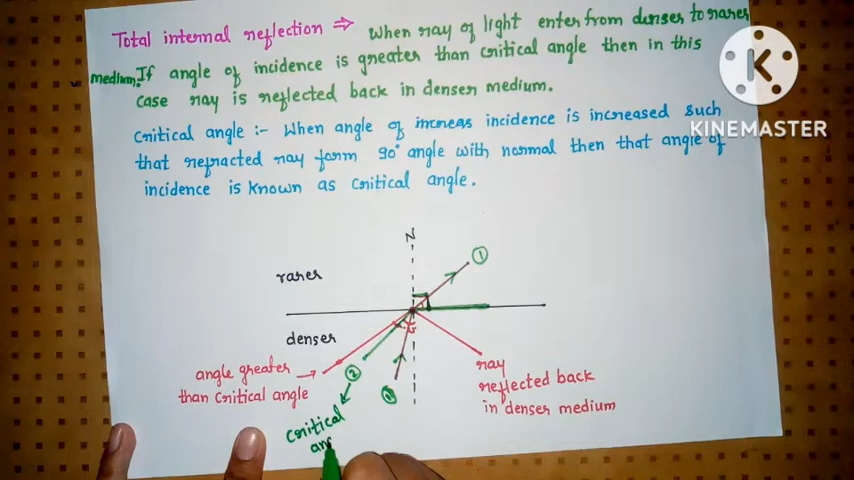 Total internal reflection ⇒ When ray of light enter from denser to rarer
medium. If angle of incidence is greater than critical angle then in this
case ray is reflected back in denser medium.
Critical angle :- When angle of increas incidence is increased such
that refracted ray form 90° angle with normal then that angle of
incidence is known as critical angle.
K
KINEMASTER
N
①
rarer
denser
angle greater
than critical angle
②
①
critical
an
ray
reflected back
in denser medium